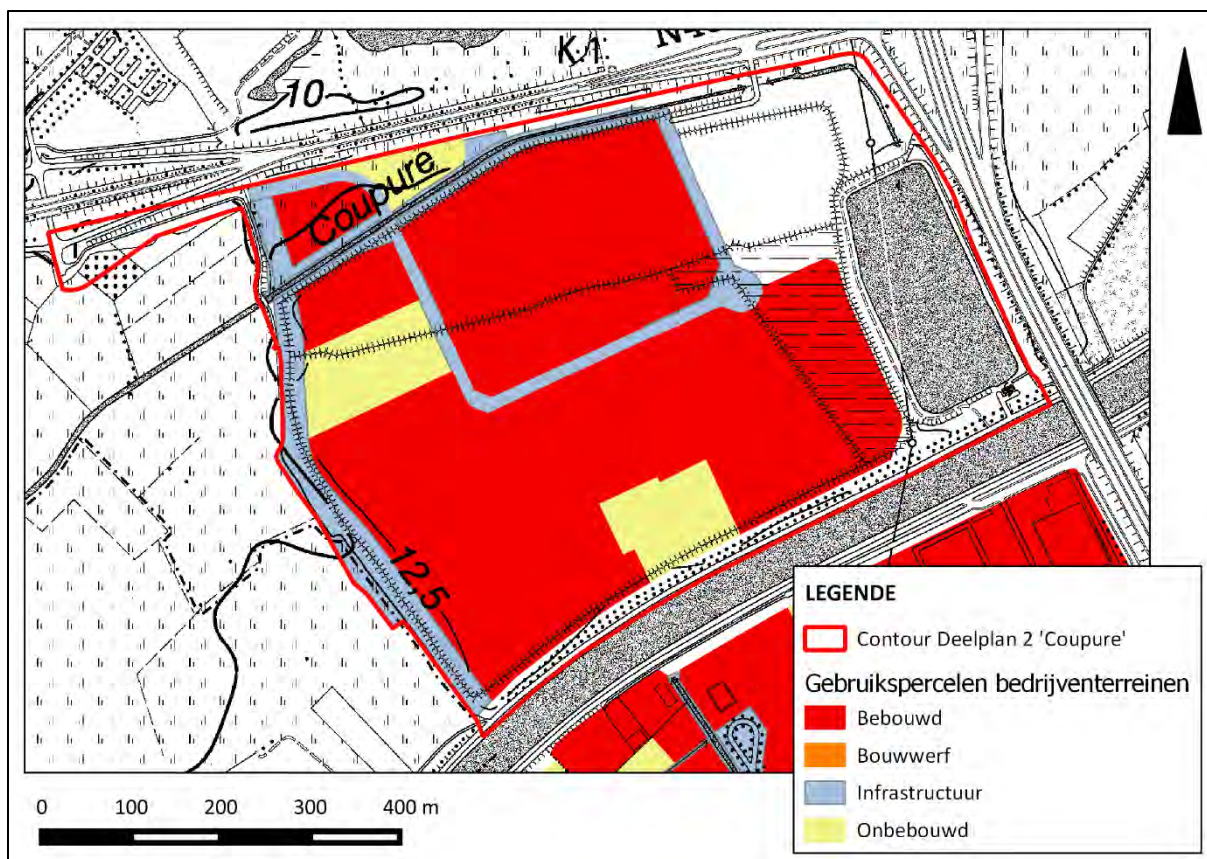 K.1
10
Coupure
12,5
LEGENDE
Contour Deelplan 2 'Coupure'
Gebruikspercelen bedrijventerreinen
Bebouwd
Bouwwerf
Infrastructuur
Onbebouwd
0 100 200 300 400 m